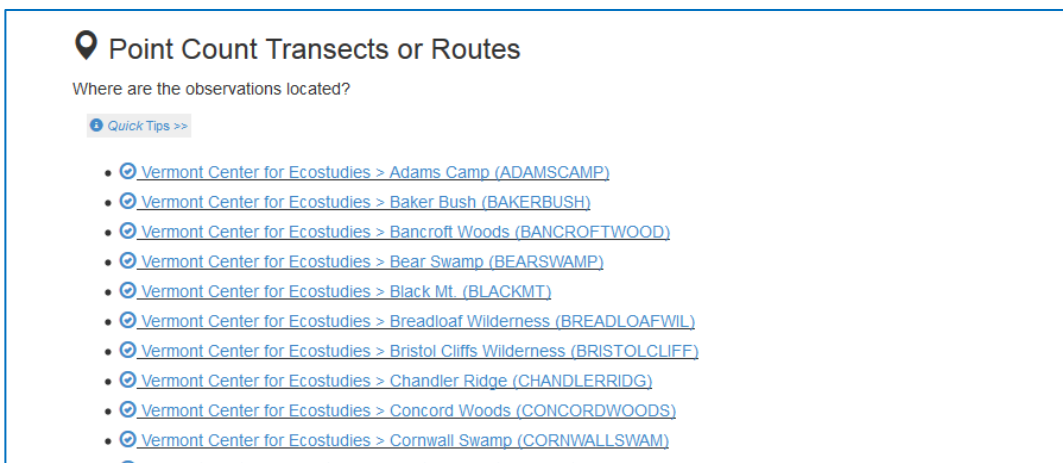 Point Count Transects or Routes
Where are the observations located?
Quick Tips >>
Vermont Center for Ecostudies > Adams Camp (ADAMSCAMP)
Vermont Center for Ecostudies > Baker Bush (BAKERBUSH)
Vermont Center for Ecostudies > Bancroft Woods (BANCROFTWOOD)
Vermont Center for Ecostudies > Bear Swamp (BEARSWAMP)
Vermont Center for Ecostudies > Black Mt. (BLACKMT)
Vermont Center for Ecostudies > Breadloaf Wilderness (BREADLOAFWIL)
Vermont Center for Ecostudies > Bristol Cliffs Wilderness (BRISTOLCLIFF)
Vermont Center for Ecostudies > Chandler Ridge (CHANDLERRIDG)
Vermont Center for Ecostudies > Concord Woods (CONCORDWOODS)
Vermont Center for Ecostudies > Cornwall Swamp (CORNWALLSWAM)